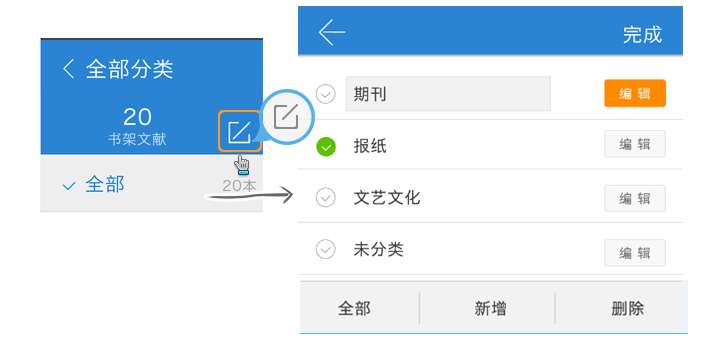 全部分类
20
书架文献
全部
20本
完成
期刊 编辑
报纸 编辑
文艺文化 编辑
未分类 编辑
全部 新增 删除